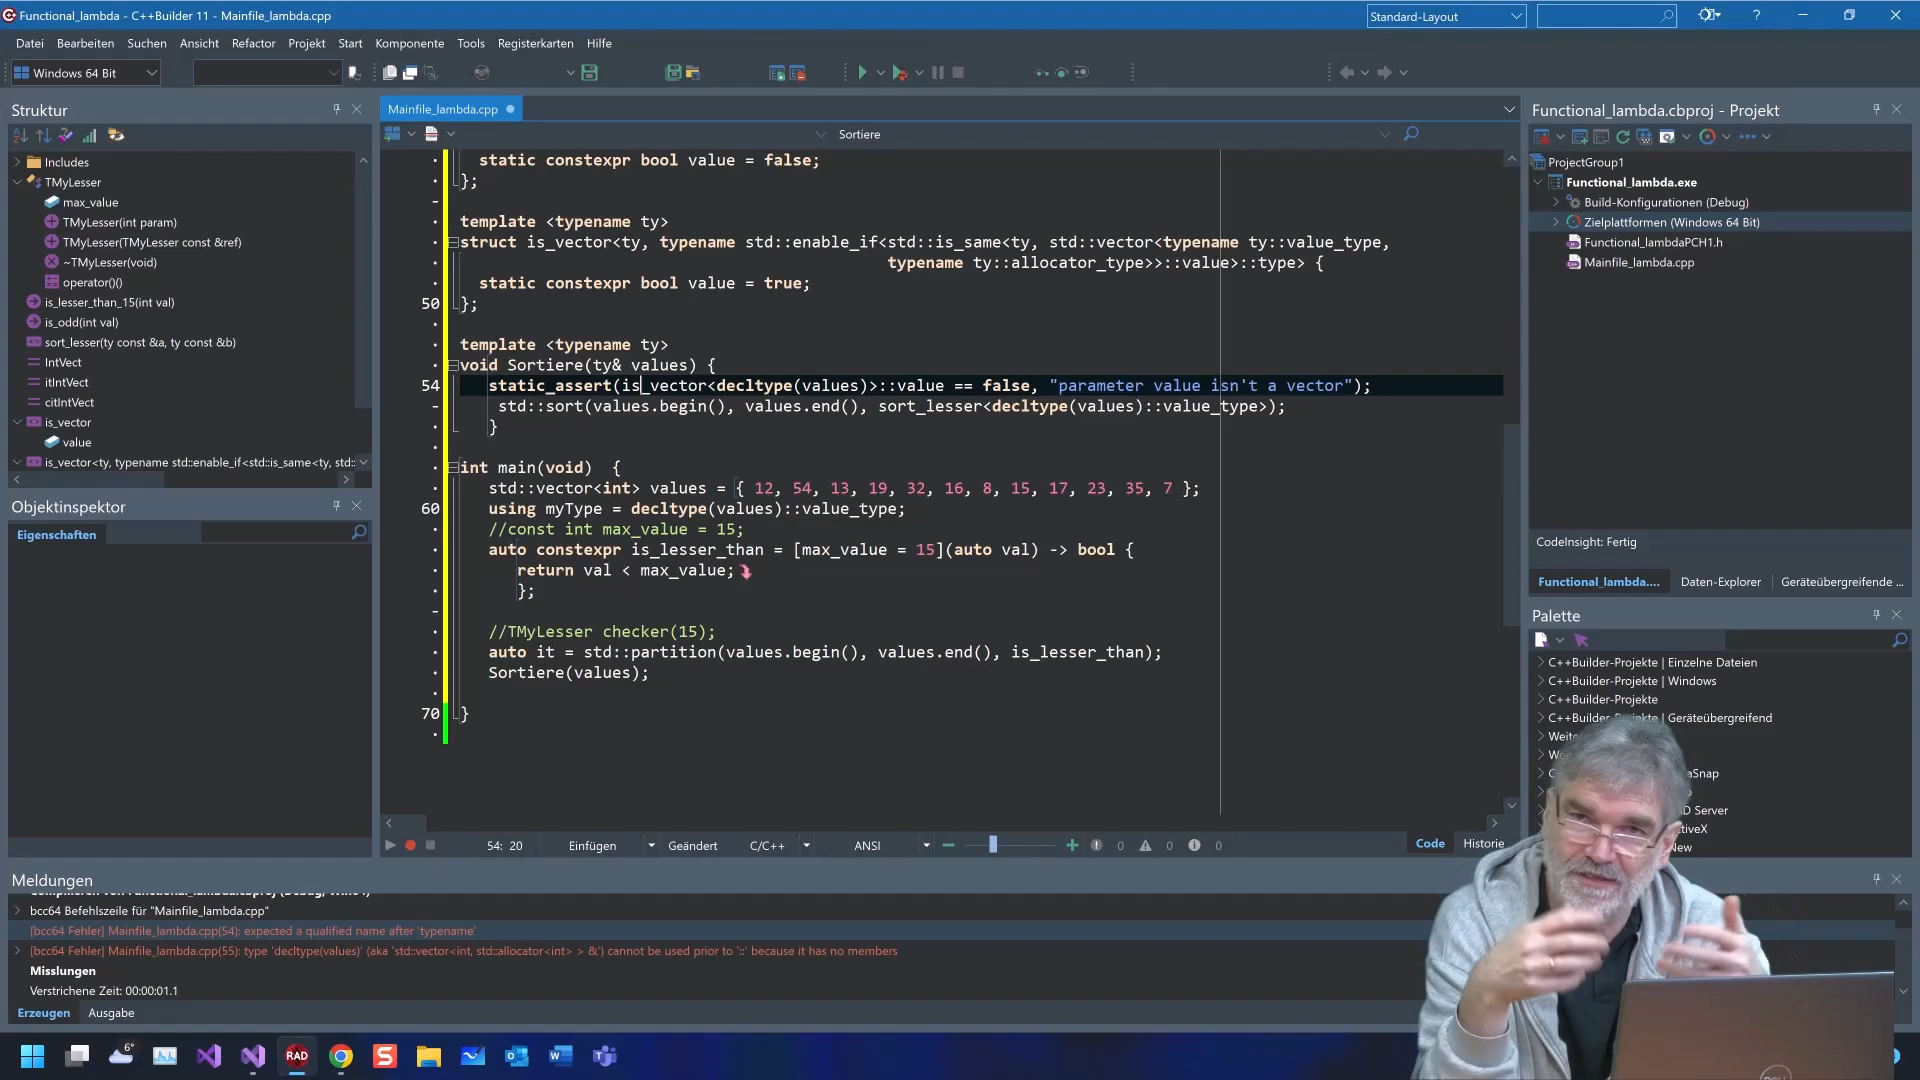 Functional_lambda - C++Builder 11 - Mainfile_lambda.cpp
Standard-Layout
Datei Bearbeiten Suchen Ansicht Refactor Projekt Start Komponente Tools Registerkarten Hilfe
Windows 64 Bit
Struktur
Includes
TMyLesser
max_value
TMyLesser(int param)
TMyLesser(TMyLesser const &ref)
~TMyLesser(void)
operator()()
is_lesser_than_15(int val)
is_odd(int val)
sort_lesser(ty const &a, ty const &b)
IntVect
itIntVect
citIntVect
is_vector
value
is_vector<ty, typename std::enable_if<std::is_same<ty, std::
Objektinspektor
Eigenschaften
Mainfile_lambda.cpp
Sortiere
static constexpr bool value = false;
};
template <typename ty>
struct is_vector<ty, typename std::enable_if<std::is_same<ty, std::vector<typename ty::value_type,
typename ty::allocator_type>>::value>::type> {
static constexpr bool value = true;
50 };
template <typename ty>
void Sortiere(ty& values) {
54 static_assert(is_vector<decltype(values)>::value == false, "parameter value isn't a vector");
std::sort(values.begin(), values.end(), sort_lesser<decltype(values)::value_type>);
}
int main(void) {
std::vector<int> values = { 12, 54, 13, 19, 32, 16, 8, 15, 17, 23, 35, 7 };
60 using myType = decltype(values)::value_type;
//const int max_value = 15;
auto constexpr is_lesser_than = [max_value = 15](auto val) -> bool {
return val < max_value;
};
//TMyLesser checker(15);
auto it = std::partition(values.begin(), values.end(), is_lesser_than);
Sortiere(values);
70 }
54: 20 Einfügen Geändert C/C++ ANSI 0 0 0 Code Historie
Functional_lambda.cbproj - Projekt
ProjectGroup1
Functional_lambda.exe
Build-Konfigurationen (Debug)
Zielplattformen (Windows 64 Bit)
Functional_lambdaPCH1.h
Mainfile_lambda.cpp
CodeInsight: Fertig
Functional_lambda.... Daten-Explorer Geräteübergreifende ...
Palette
C++Builder-Projekte | Einzelne Dateien
C++Builder-Projekte | Windows
C++Builder-Projekte
C++Builder-Projekte | Geräteübergreifend
Meldungen
bcc64 Befehlszeile für "Mainfile_lambda.cpp"
[bcc64 Fehler] Mainfile_lambda.cpp(54): expected a qualified name after 'typename'
[bcc64 Fehler] Mainfile_lambda.cpp(55): type 'decltype(values)' (aka 'std::vector<int, std::allocator<int> > &') cannot be used prior to '::' because it has no members
Misslungen
Verstrichene Zeit: 00:00:01.1
Erzeugen Ausgabe
6°
RAD